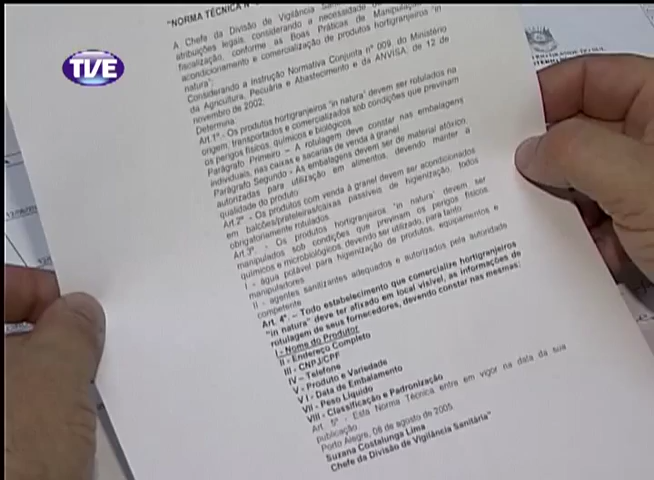 TVE
"NORMA TÉCNICA N°
A Chefe da Divisão de Vigilância
atribuições legais, considerando a necessidade de
fiscalização, conforme as Boas Práticas de Manipulação,
acondicionamento e comercialização de produtos hortigranjeiros "in
natura";
Considerando a Instrução Normativa Conjunta n° 009, do Ministério
da Agricultura, Pecuária e Abastecimento e da ANVISA, de 12 de
novembro de 2002,
Determina:
Art. 1° - Os produtos hortigranjeiros "in natura" devem ser rotulados na
origem, transportados e comercializados sob condições que previnam
os perigos físicos, químicos e biológicos.
Parágrafo Primeiro – A rotulagem deve constar nas embalagens
individuais, nas caixas e sacarias de venda à granel.
Parágrafo Segundo - As embalagens devem ser de material atóxico,
autorizadas para utilização em alimentos, devendo manter a
qualidade do produto.
Art. 2° - Os produtos com venda à granel devem ser acondicionados
em balcões/prateleiras/caixas passíveis de higienização, todos
obrigatoriamente rotulados.
Art. 3° - Os produtos hortigranjeiros "in natura" devem ser
manipulados sob condições que previnam os perigos físicos,
químicos e microbiológicos, devendo ser utilizado, para tanto:
I - água potável para higienização de produtos, equipamentos e
manipuladores
II - agentes sanitizantes adequados e autorizados pela autoridade
competente
Art. 4°. – Todo estabelecimento que comercialize hortigranjeiros
"in natura" deve ter afixado em local visível, as informações de
rotulagem de seus fornecedores, devendo constar nas mesmas:
I - Nome do Produtor
II - Endereço Completo
III - CNPJ/CPF
IV – Telefone
V - Produto e Variedade
VI - Data de Embalamento
VII - Peso Líquido
VIII - Classificação e Padronização
Art. 5° - Esta Norma Técnica entra em vigor na data da sua
publicação.
Porto Alegre, 08 de agosto de 2005.
Suzana Costalunga Lima
Chefe da Divisão de Vigilância Sanitária"